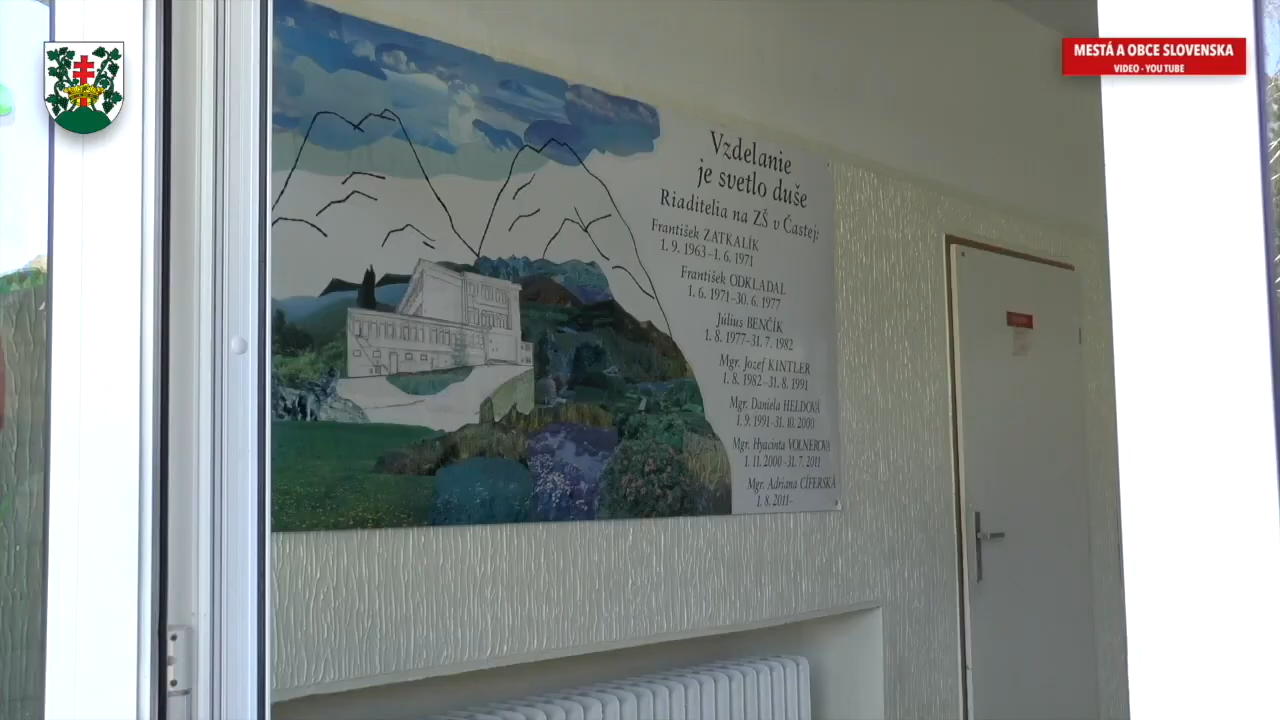 MESTÁ A OBCE SLOVENSKA
VIDEO - YOU TUBE
Vzdelanie
je svetlo duše
Riaditelia na ZŠ v Častej:
František ZATKALÍK
1. 9. 1963–1. 6. 1971
František ODKLADAL
1. 6. 1971–30. 6. 1977
Július BENČÍK
1. 8. 1977–31. 7. 1982
Mgr. Jozef KINTLER
1. 8. 1982–31. 8. 1991
Mgr. Daniela HELDOVÁ
1. 9. 1991–31. 10. 2000
Mgr. Hyacinta VOLNEROVÁ
1. 11. 2000–31. 7. 2011
Mgr. Adriana CÍFERSKÁ
1. 8. 2011–